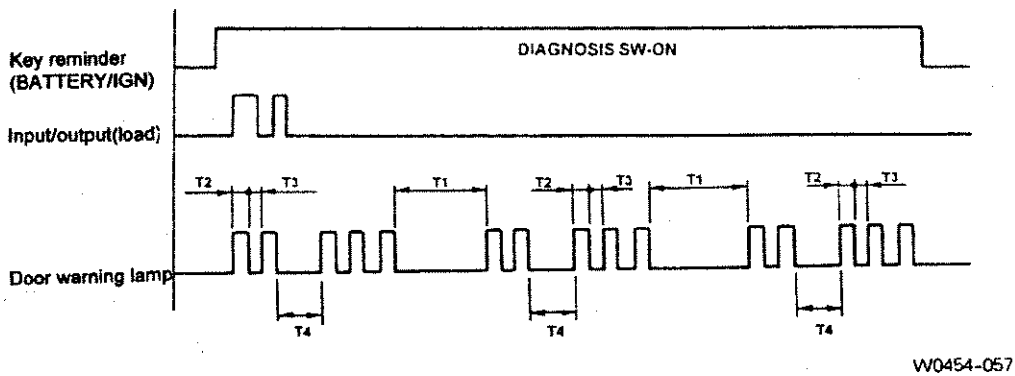 DIAGNOSIS SW-ON
Key reminder
(BATTERY/IGN)
Input/output(load)
T2 T3 T1 T2 T3 T1 T2 T3
Door warning lamp
T4 T4 T4
W0454-057